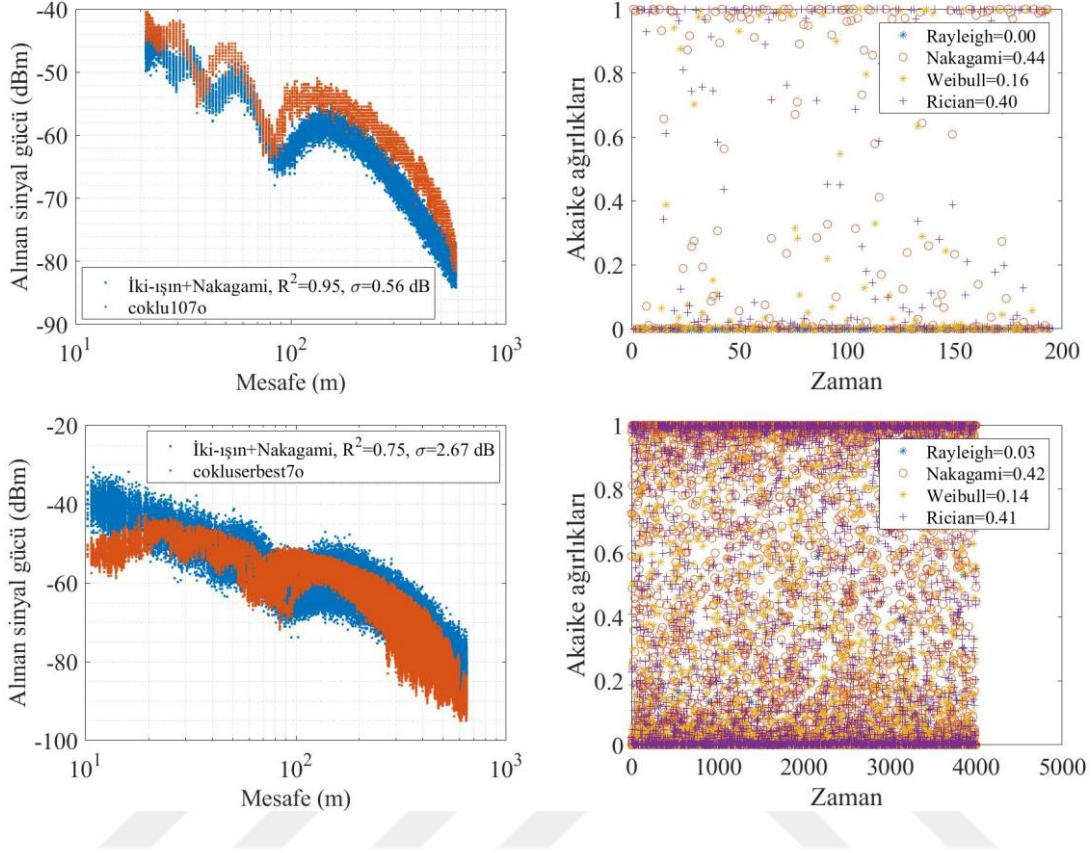 -40
-50
-60
-70
-80
-90
Alınan sinyal gücü (dBm)
İki-ışın+Nakagami, R²=0.95, σ=0.56 dB
coklu107o
10¹ 10² 10³
Mesafe (m)
1
0.8
0.6
0.4
0.2
0
Akaike ağırlıkları
Rayleigh=0.00
Nakagami=0.44
Weibull=0.16
Rician=0.40
0 50 100 150 200
Zaman
-20
-40
-60
-80
-100
Alınan sinyal gücü (dBm)
İki-ışın+Nakagami, R²=0.75, σ=2.67 dB
cokluserbest7o
10¹ 10² 10³
Mesafe (m)
1
0.8
0.6
0.4
0.2
0
Akaike ağırlıkları
Rayleigh=0.03
Nakagami=0.42
Weibull=0.14
Rician=0.41
0 1000 2000 3000 4000 5000
Zaman